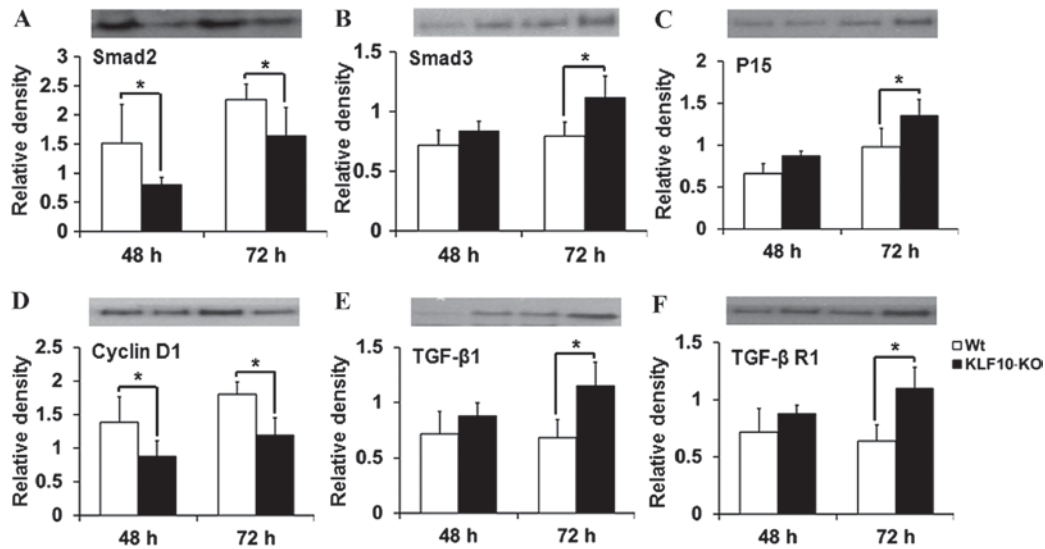 A
Smad2
Relative density
3
2.5
2
1.5
1
0.5
0
*
*
48 h
72 h
B
Smad3
Relative density
1.5
1
0.5
0
*
48 h
72 h
C
P15
Relative density
2
1.5
1
0.5
0
*
48 h
72 h
D
Cyclin D1
Relative density
2.5
2
1.5
1
0.5
0
*
*
48 h
72 h
E
TGF-β1
Relative density
1.5
1
0.5
0
*
48 h
72 h
F
TGF-β R1
Relative density
1.5
1
0.5
0
*
48 h
72 h
Wt
KLF10-KO